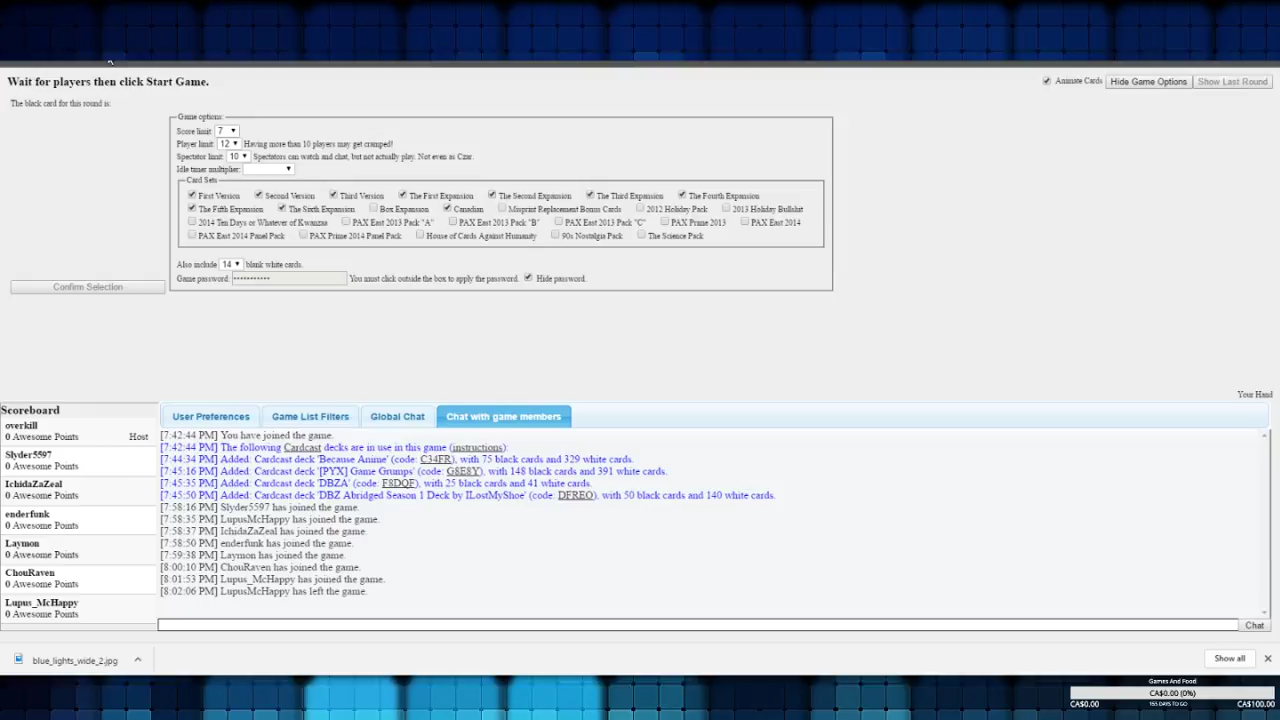 Wait for players then click Start Game.
Animate Cards Hide Game Options Show Last Round
The black card for this round is:
Game options:
Score limit: 7
Player limit: 12 Having more than 10 players may get cramped!
Spectator limit: 10 Spectators can watch and chat, but not actually play. Not even as Czar.
Idle timer multiplier:
Card Sets
First Version Second Version Third Version The First Expansion The Second Expansion The Third Expansion The Fourth Expansion
The Fifth Expansion The Sixth Expansion Box Expansion Canadian Misprint Replacement Bonus Cards 2012 Holiday Pack 2013 Holiday Bullshit
2014 Ten Days or Whatever of Kwanzaa PAX East 2013 Pack "A" PAX East 2013 Pack "B" PAX East 2013 Pack "C" PAX Prime 2013 PAX East 2014
PAX East 2014 Panel Pack PAX Prime 2014 Panel Pack House of Cards Against Humanity 90s Nostalgia Pack The Science Pack
Also include 14 blank white cards.
Game password: ••••••••••• You must click outside the box to apply the password. Hide password.
Confirm Selection
Your Hand
Scoreboard
overkill
0 Awesome Points Host
Slyder5597
0 Awesome Points
IchidaZaZeal
0 Awesome Points
enderfunk
0 Awesome Points
Laymon
0 Awesome Points
ChouRaven
0 Awesome Points
Lupus_McHappy
0 Awesome Points
User Preferences Game List Filters Global Chat Chat with game members
[7:42:44 PM] You have joined the game.
[7:42:44 PM] The following Cardcast decks are in use in this game (instructions):
[7:44:34 PM] Added: Cardcast deck 'Because Anime' (code: C34FR), with 75 black cards and 329 white cards.
[7:45:16 PM] Added: Cardcast deck '[PYX] Game Grumps' (code: G8E8Y), with 148 black cards and 391 white cards.
[7:45:35 PM] Added: Cardcast deck 'DBZA' (code: F8DQF), with 25 black cards and 41 white cards.
[7:45:50 PM] Added: Cardcast deck 'DBZ Abridged Season 1 Deck by ILostMyShoe' (code: DFREO), with 50 black cards and 140 white cards.
[7:58:16 PM] Slyder5597 has joined the game.
[7:58:35 PM] LupusMcHappy has joined the game.
[7:58:37 PM] IchidaZaZeal has joined the game.
[7:58:50 PM] enderfunk has joined the game.
[7:59:38 PM] Laymon has joined the game.
[8:00:10 PM] ChouRaven has joined the game.
[8:01:53 PM] Lupus_McHappy has joined the game.
[8:02:06 PM] LupusMcHappy has left the game.
Chat
blue_lights_wide_2.jpg
Show all
Games And Food
CA$0.00 (0%)
CA$0.00 155 DAYS TO GO CA$100.00